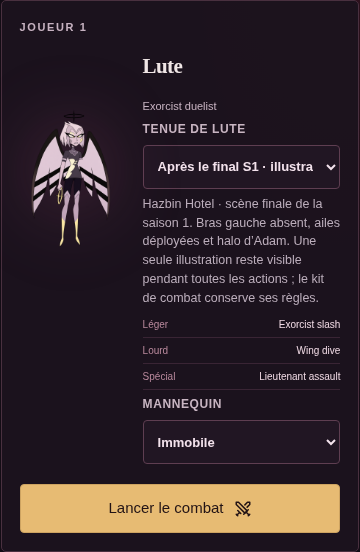 JOUEUR 1
Lute
Exorcist duelist
TENUE DE LUTE
Après le final S1 · illustra
Hazbin Hotel · scène finale de la
saison 1. Bras gauche absent, ailes
déployées et halo d’Adam. Une
seule illustration reste visible
pendant toutes les actions ; le kit
de combat conserve ses règles.
Léger Exorcist slash
Lourd Wing dive
Spécial Lieutenant assault
MANNEQUIN
Immobile
Lancer le combat